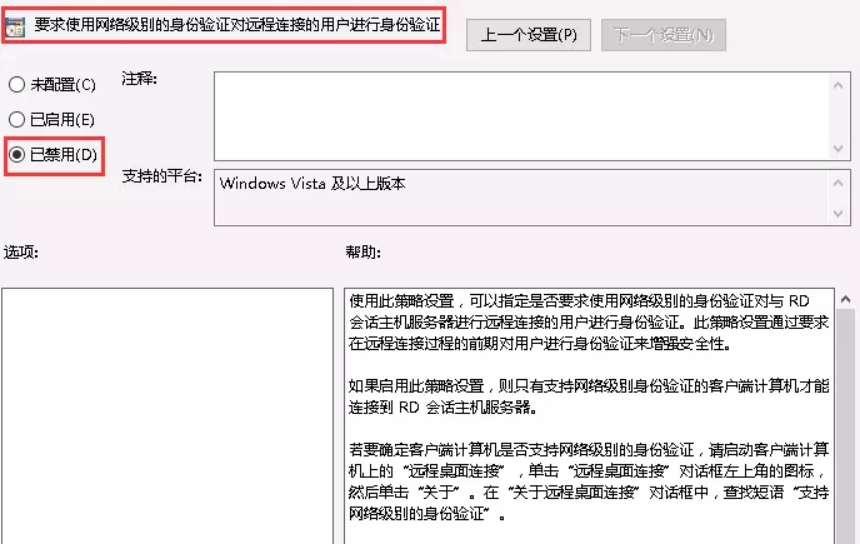 要求使用网络级别的身份验证对远程连接的用户进行身份验证
上一个设置(P)
下一个设置(N)
未配置(C)
注释:
已启用(E)
已禁用(D)
支持的平台:
Windows Vista 及以上版本
选项:
帮助:
使用此策略设置，可以指定是否要求使用网络级别的身份验证对与 RD
会话主机服务器进行远程连接的用户进行身份验证。此策略设置通过要求
在远程连接过程的前期对用户进行身份验证来增强安全性。
如果启用此策略设置，则只有支持网络级别身份验证的客户端计算机才能
连接到 RD 会话主机服务器。
若要确定客户端计算机是否支持网络级别的身份验证，请启动客户端计算
机上的“远程桌面连接”，单击“远程桌面连接”对话框左上角的图标，
然后单击“关于”。在“关于远程桌面连接”对话框中，查找短语“支持
网络级别的身份验证”。